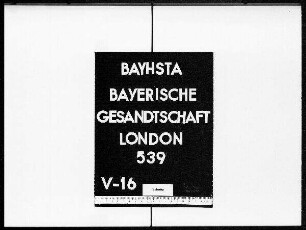 BAYHSTA
BAYERISCHE
GESANDTSCHAFT
LONDON
539
V-16